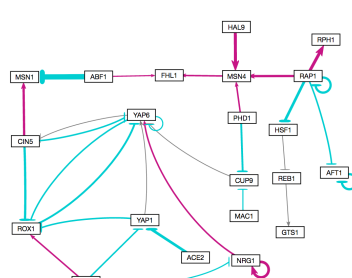 HAL9
RPH1
MSN1
ABF1
FHL1
MSN4
RAP1
YAP6
PHD1
HSF1
CIN5
CUP9
REB1
AFT1
ROX1
YAP1
MAC1
GTS1
ACE2
NRG1